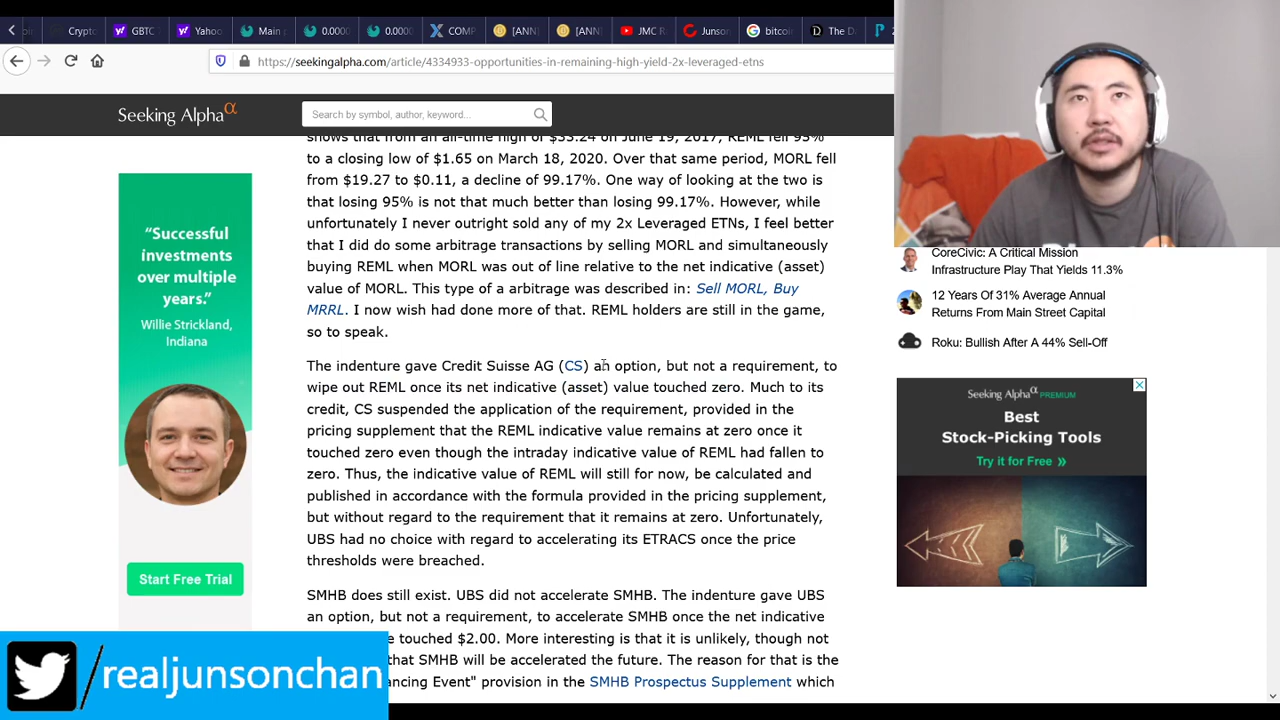 Crypto
GBTC
Yahoo
Main p
0.0000
0.0000
COMP
[ANN]
[ANN]
JMC R
Junson
bitcoi
The D
https://seekingalpha.com/article/4334933-opportunities-in-remaining-high-yield-2x-leveraged-etns
Seeking Alpha α
Search by symbol, author, keyword...
shows that from an all-time high of $33.24 on June 19, 2017, REML fell 95%
to a closing low of $1.65 on March 18, 2020. Over that same period, MORL fell
from $19.27 to $0.11, a decline of 99.17%. One way of looking at the two is
that losing 95% is not that much better than losing 99.17%. However, while
unfortunately I never outright sold any of my 2x Leveraged ETNs, I feel better
that I did do some arbitrage transactions by selling MORL and simultaneously
buying REML when MORL was out of line relative to the net indicative (asset)
value of MORL. This type of a arbitrage was described in: Sell MORL, Buy
MRRL. I now wish had done more of that. REML holders are still in the game,
so to speak.
The indenture gave Credit Suisse AG (CS) an option, but not a requirement, to
wipe out REML once its net indicative (asset) value touched zero. Much to its
credit, CS suspended the application of the requirement, provided in the
pricing supplement that the REML indicative value remains at zero once it
touched zero even though the intraday indicative value of REML had fallen to
zero. Thus, the indicative value of REML will still for now, be calculated and
published in accordance with the formula provided in the pricing supplement,
but without regard to the requirement that it remains at zero. Unfortunately,
UBS had no choice with regard to accelerating its ETRACS once the price
thresholds were breached.
SMHB does still exist. UBS did not accelerate SMHB. The indenture gave UBS
an option, but not a requirement, to accelerate SMHB once the net indicative
e touched $2.00. More interesting is that it is unlikely, though not
that SMHB will be accelerated the future. The reason for that is the
ancing Event" provision in the SMHB Prospectus Supplement which
“Successful
investments
over multiple
years.”
Willie Strickland,
Indiana
Start Free Trial
CoreCivic: A Critical Mission
Infrastructure Play That Yields 11.3%
12 Years Of 31% Average Annual
Returns From Main Street Capital
Roku: Bullish After A 44% Sell-Off
Seeking Alpha α PREMIUM
Best
Stock-Picking Tools
Try it for Free »
/realjunsonchan